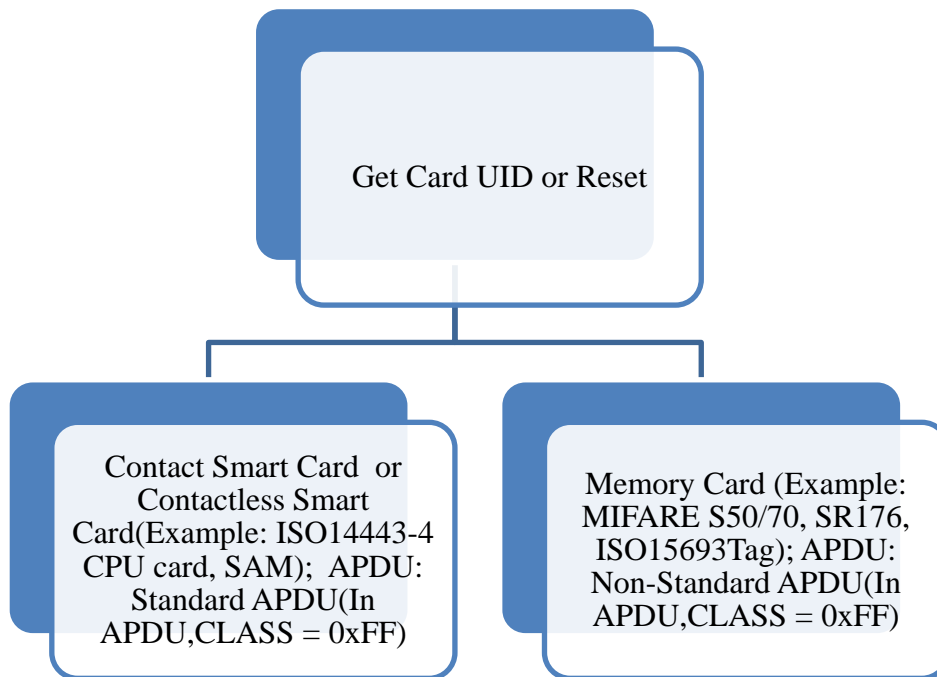 Get Card UID or Reset
Contact Smart Card or
Contactless Smart
Card(Example: ISO14443-4
CPU card, SAM); APDU:
Standard APDU(In
APDU,CLASS = 0xFF)
Memory Card (Example:
MIFARE S50/70, SR176,
ISO15693Tag); APDU:
Non-Standard APDU(In
APDU,CLASS = 0xFF)